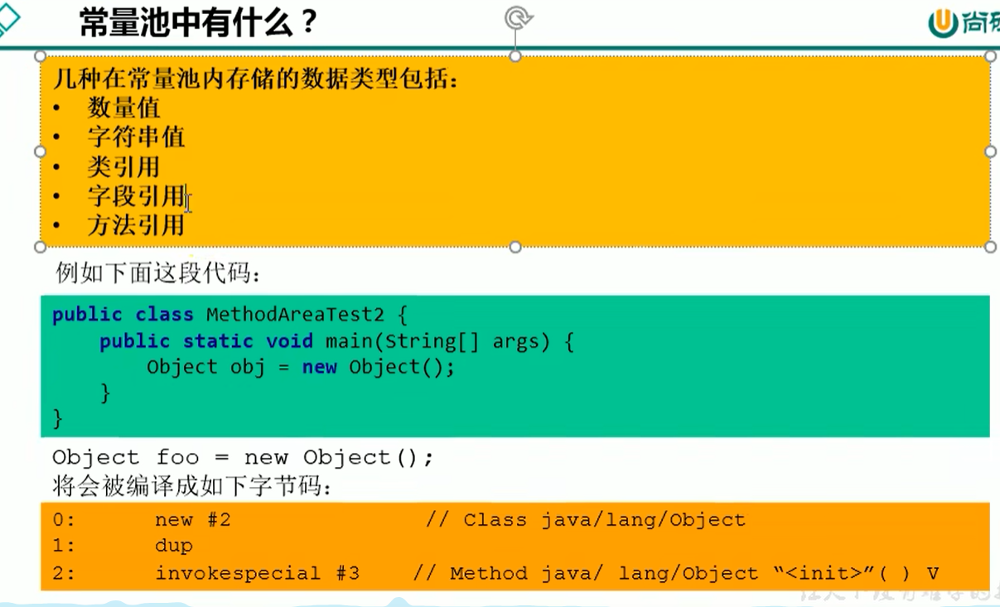 常量池中有什么？
尚硅
几种在常量池内存储的数据类型包括：
• 数量值
• 字符串值
• 类引用
• 字段引用
• 方法引用
例如下面这段代码：
public class MethodAreaTest2 {
    public static void main(String[] args) {
        Object obj = new Object();
    }
}
Object foo = new Object();
将会被编译成如下字节码：
0: new #2 // Class java/lang/Object
1: dup
2: invokespecial #3 // Method java/ lang/Object “<init>”( ) V